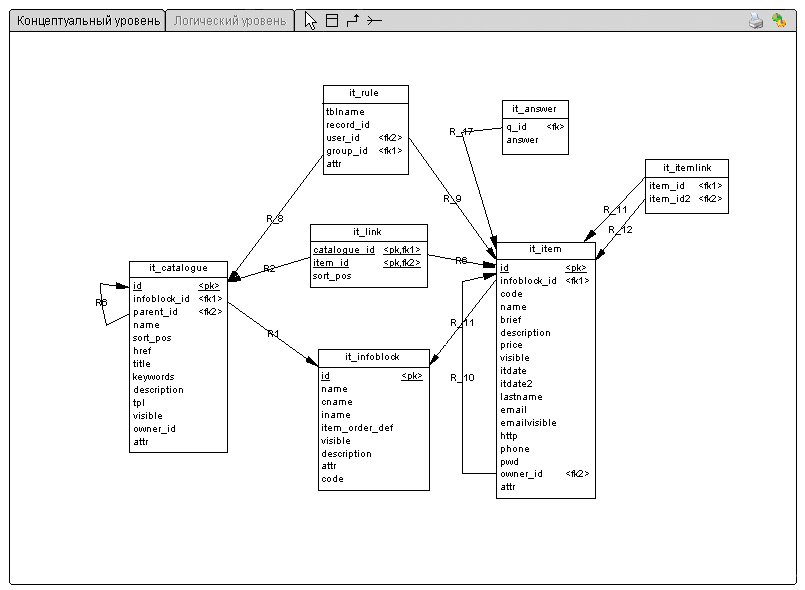 Концептуальный уровень
Логический уровень
it_rule
tblname
record_id
user_id <fk2>
group_id <fk1>
attr
it_answer
q_id <fk>
answer
it_itemlink
item_id <fk1>
item_id2 <fk2>
R_17
R_9
R_8
R_11
R_12
it_link
catalogue_id <pk,fk1>
item_id <pk,fk2>
sort_pos
R2
it_catalogue
id <pk>
infoblock_id <fk1>
parent_id <fk2>
name
sort_pos
href
title
keywords
description
tpl
visible
owner_id
attr
R1
it_infoblock
id <pk>
name
cname
iname
item_order_def
visible
description
attr
code
R_11
R_10
it_item
id <pk>
infoblock_id <fk1>
code
name
brief
description
price
visible
itdate
itdate2
lastname
email
emailvisible
http
phone
pwd
owner_id <fk2>
attr